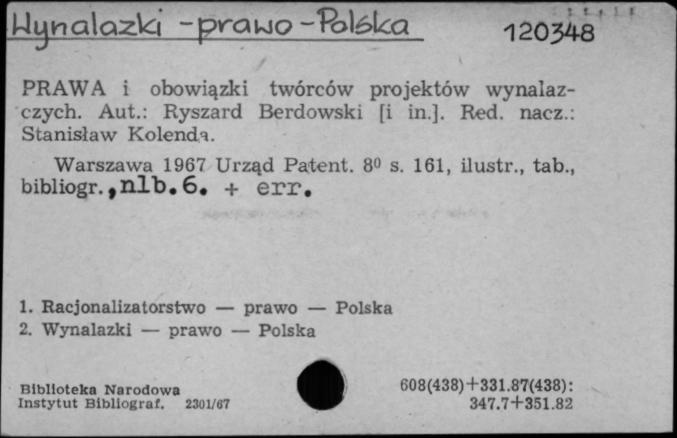 Wynalazki - prawo - Polska
120348
PRAWA i obowiązki twórców projektów wynalaz-
czych. Aut.: Ryszard Berdowski [i in.]. Red. nacz.:
Stanisław Kolenda.
Warszawa 1967 Urząd Patent. 8⁰ s. 161, ilustr., tab.,
bibliogr., nlb. 6. + err.
1. Racjonalizatorstwo — prawo — Polska
2. Wynalazki — prawo — Polska
Biblioteka Narodowa
Instytut Bibliograf. 2301/67
608(438)+331.87(438):
347.7+351.82